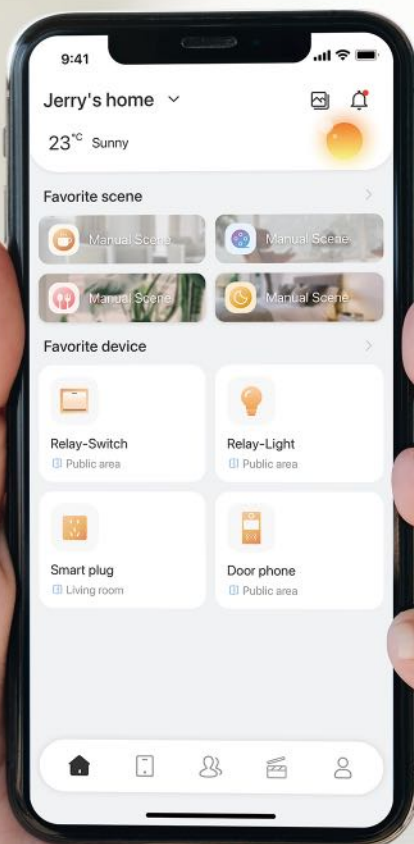 9:41
Jerry's home
23°C Sunny
Favorite scene
Manual Scene
Manual Scene
Manual Scene
Manual Scene
Favorite device
Relay-Switch
Public area
Relay-Light
Public area
Smart plug
Living room
Door phone
Public area